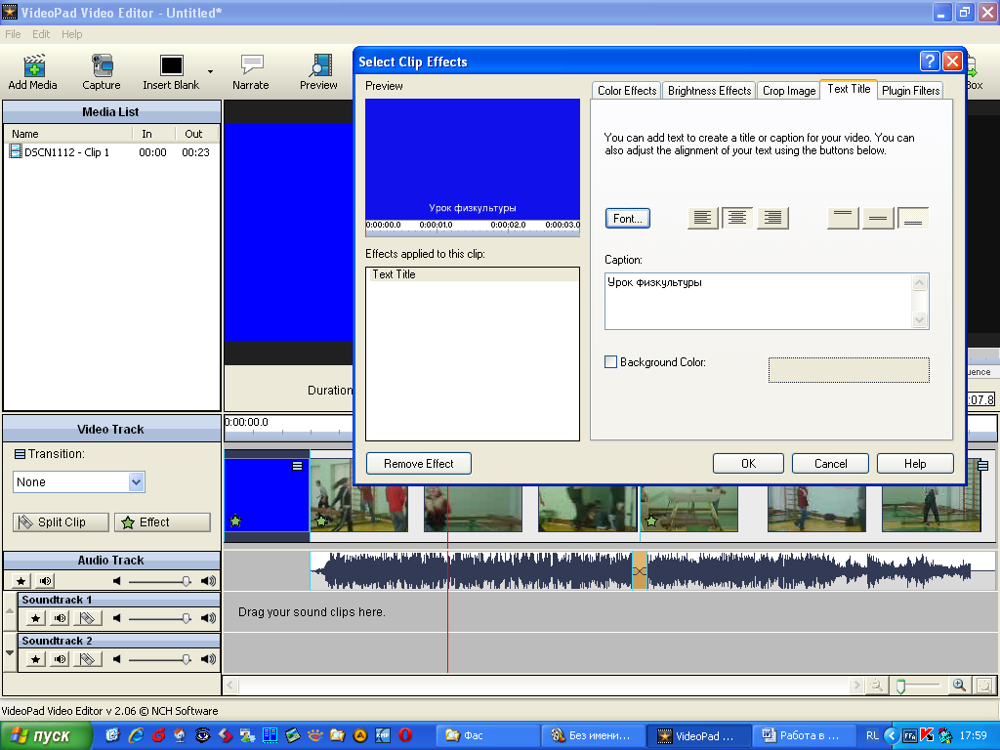 VideoPad Video Editor - Untitled*
File Edit Help
Add Media Capture Insert Blank Narrate Preview
Media List
Name In Out
DSCN1112 - Clip 1 00:00 00:23
Duration
Select Clip Effects
Preview
Урок физкультуры
0:00:00.0 0:00:01.0 0:00:02.0 0:00:03.0
Effects applied to this clip:
Text Title
Remove Effect
Color Effects Brightness Effects Crop Image Text Title Plugin Filters
You can add text to create a title or caption for your video. You can
also adjust the alignment of your text using the buttons below.
Font...
Caption:
Урок физкультуры
Background Color:
OK Cancel Help
ox
uence
:07.8
Video Track
0:00:00.0
Transition:
None
Split Clip Effect
Audio Track
Soundtrack 1
Drag your sound clips here.
Soundtrack 2
VideoPad Video Editor v 2.06 © NCH Software
пуск Фас Без имени... VideoPad ... Работа в ... RL 17:59